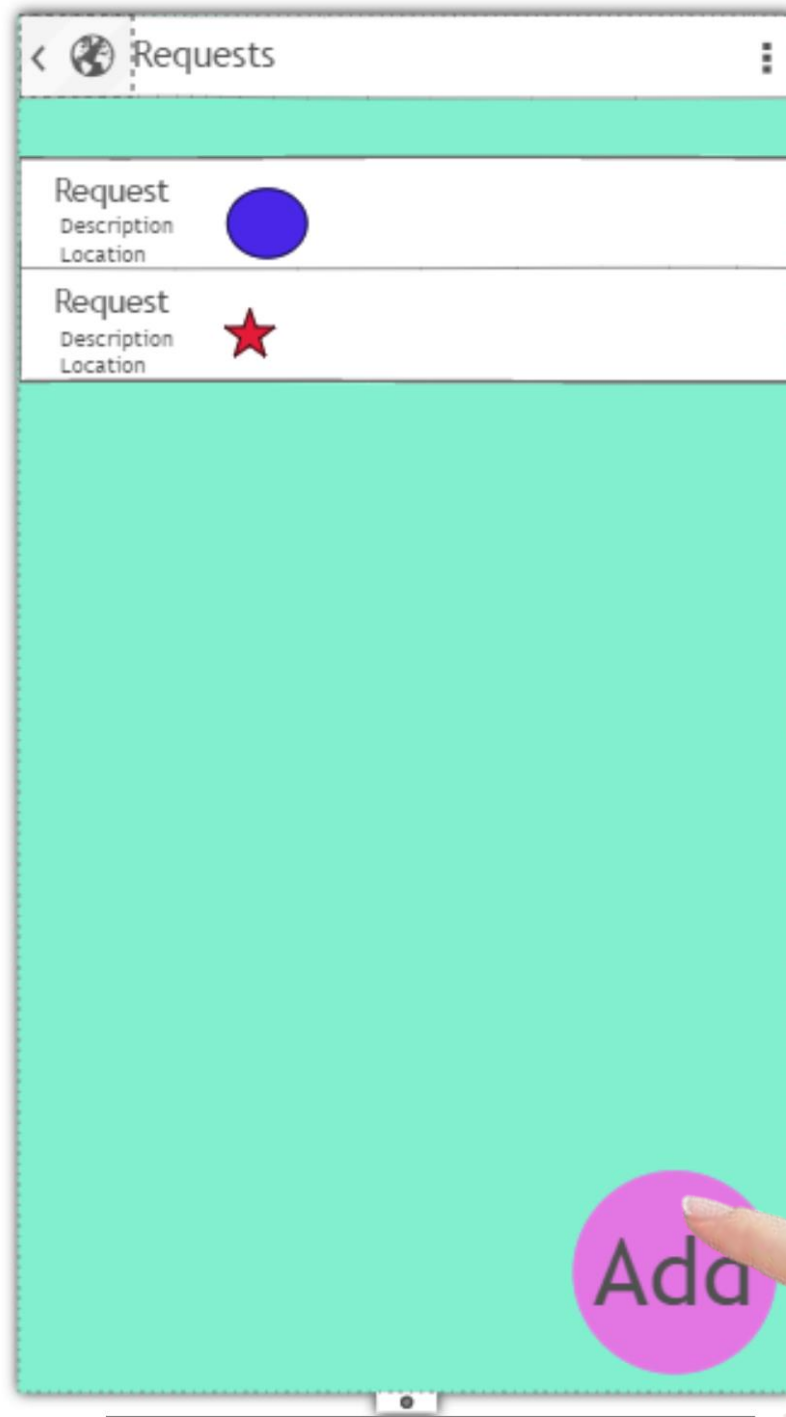 Requests
Request
Description
Location
Request
Description
Location
Add